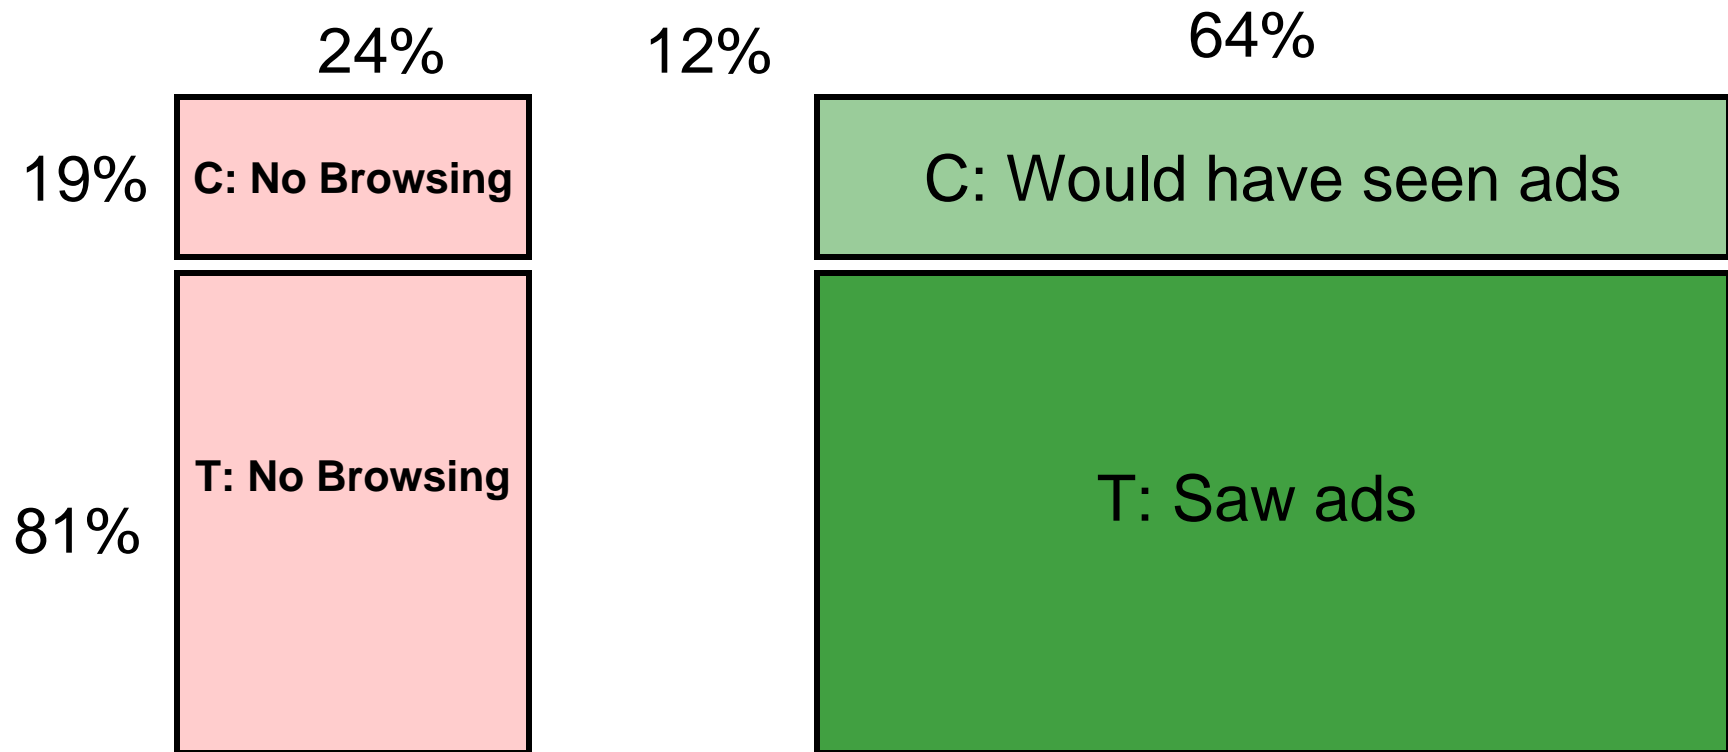 24% 12% 64%
19% C: No Browsing C: Would have seen ads
T: No Browsing T: Saw ads
81%